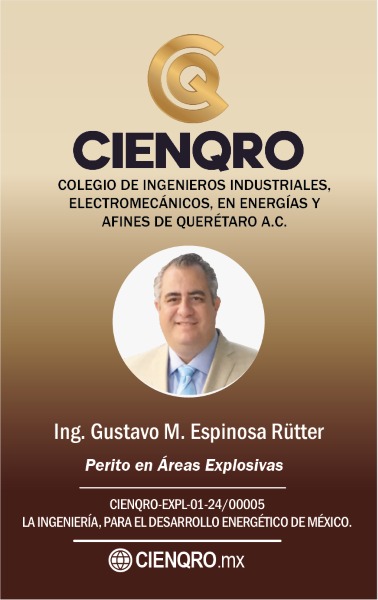 CIENQRO
COLEGIO DE INGENIEROS INDUSTRIALES,
ELECTROMECÁNICOS, EN ENERGÍAS Y
AFINES DE QUERÉTARO A.C.
Ing. Gustavo M. Espinosa Rütter
Perito en Áreas Explosivas
CIENQRO-EXPL-01-24/00005
LA INGENIERÍA, PARA EL DESARROLLO ENERGÉTICO DE MÉXICO.
CIENQRO.mx